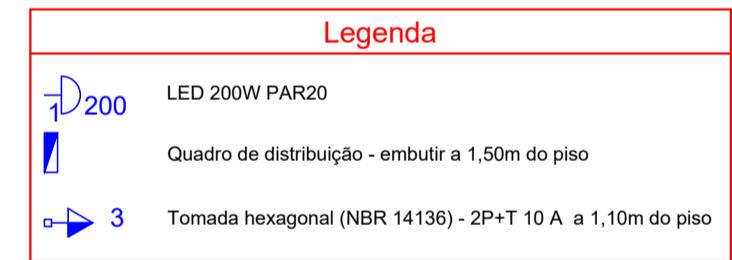 Legenda
1 200 LED 200W PAR20
Quadro de distribuição - embutir a 1,50m do piso
3 Tomada hexagonal (NBR 14136) - 2P+T 10 A a 1,10m do piso